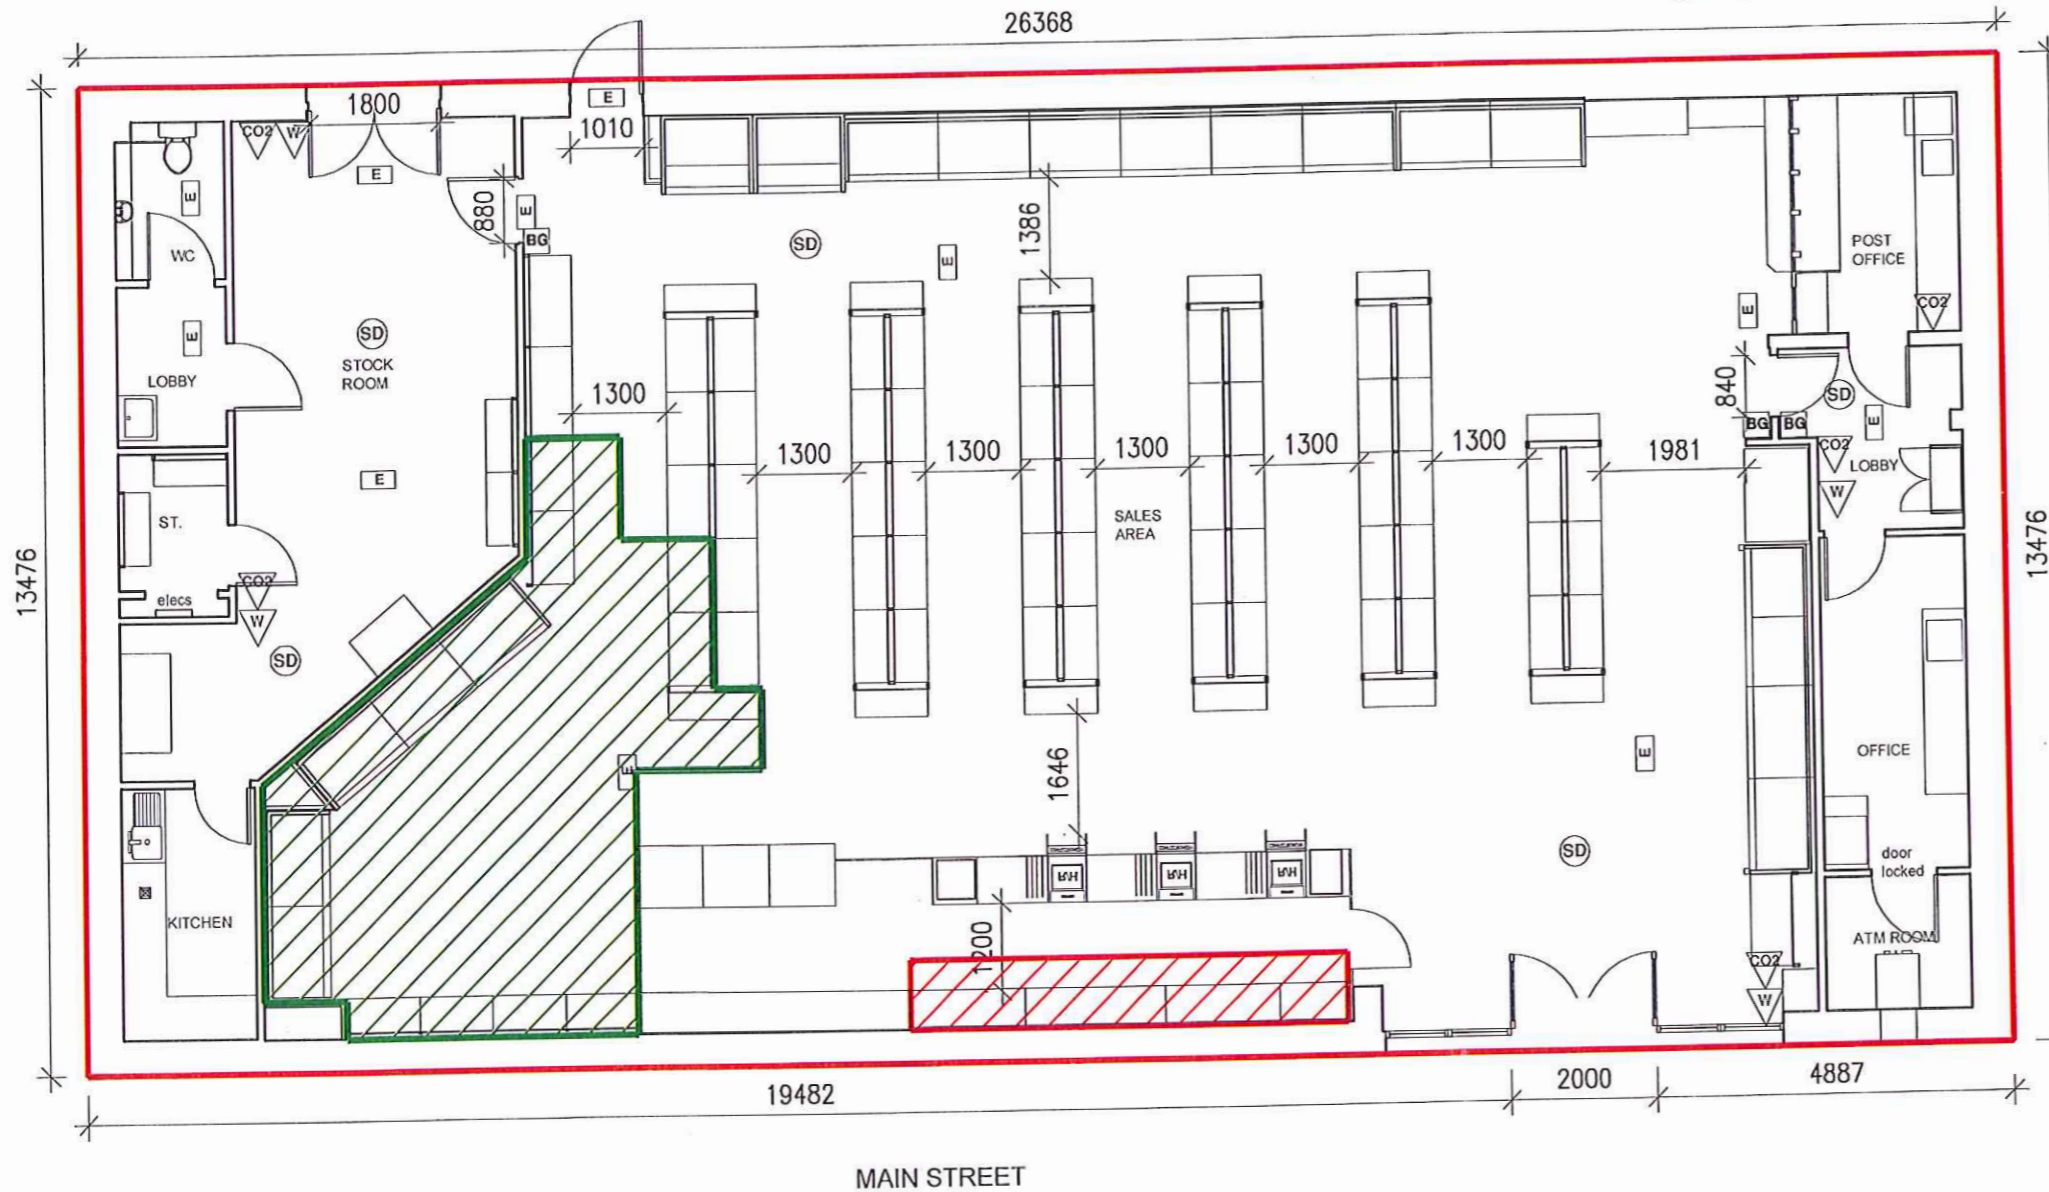 26368
1800
CO2 W
E
E
1010
880
E
BG
E
WC
E
LOBBY
SD
STOCK
ROOM
E
ST.
elecs
CO2
W
SD
KITCHEN
13476
SD
E
1386
1300
1300
1300
1300
1300
1300
1981
SALES
AREA
E
1646
1200
E
SD
E
840
POST
OFFICE
CO2
SD
BG BG
E
CO2
LOBBY
W
OFFICE
door
locked
ATM ROOM
CO2
W
13476
19482
2000
4887
MAIN STREET